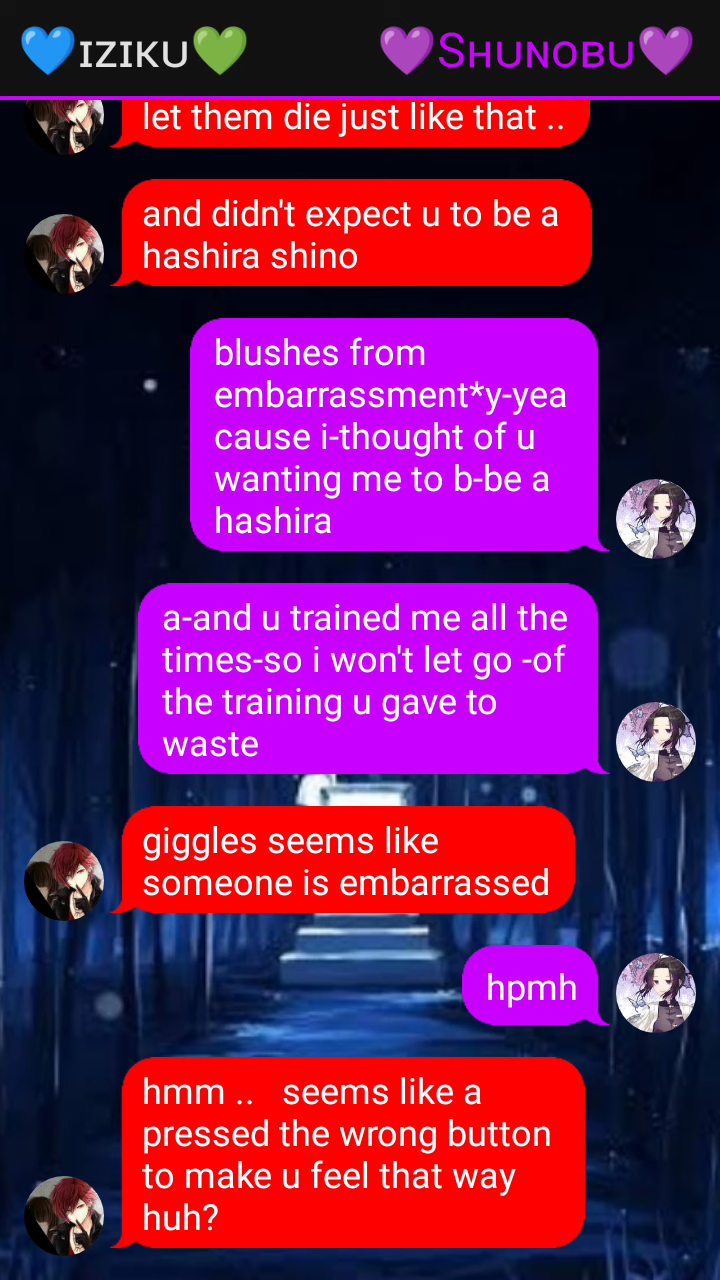 💙IZIKU💚 💜SHUNOBU💜
let them die just like that ..
and didn't expect u to be a
hashira shino
blushes from
embarrassment*y-yea
cause i-thought of u
wanting me to b-be a
hashira
a-and u trained me all the
times-so i won't let go -of
the training u gave to
waste
giggles seems like
someone is embarrassed
hpmh
hmm ..   seems like a
pressed the wrong button
to make u feel that way
huh?